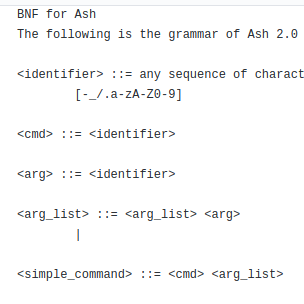 BNF for Ash
The following is the grammar of Ash 2.0
<identifier> ::= any sequence of charact
[-_/.a-zA-Z0-9]
<cmd> ::= <identifier>
<arg> ::= <identifier>
<arg_list> ::= <arg_list> <arg>
|
<simple_command> ::= <cmd> <arg_list>